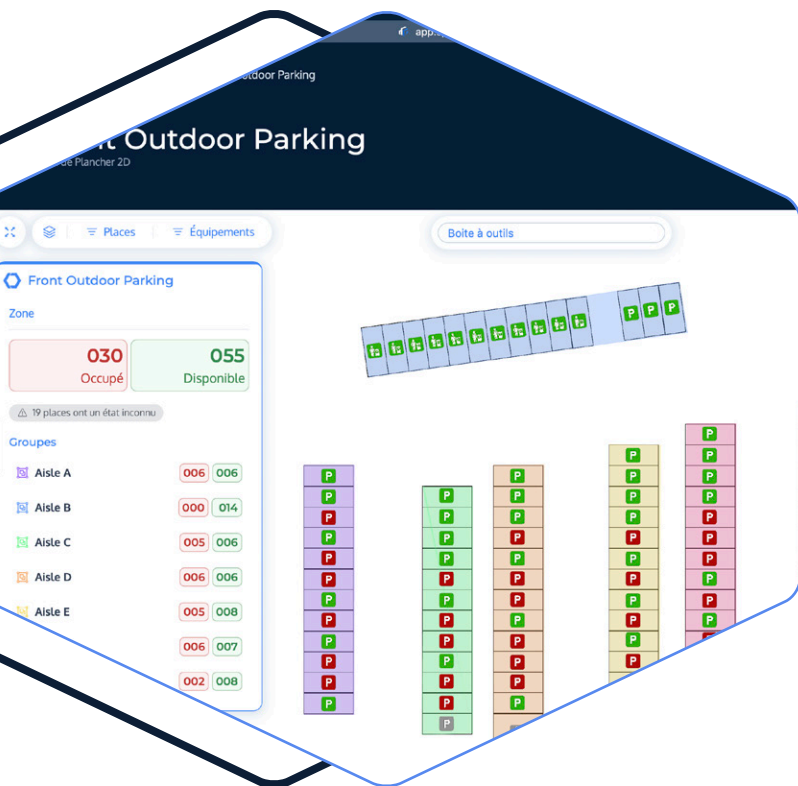 Outdoor Parking
Outdoor Parking
de Plancher 2D
Places
Équipements
Boite à outils
Front Outdoor Parking
Zone
030
055
Occupé
Disponible
19 places ont un état inconnu
Groupes
Aisle A
006 006
Aisle B
000 014
Aisle C
005 006
Aisle D
006 006
Aisle E
005 008
006 007
002 008
P P P
P P P P P P P P P P P P
P P P P P P P P P P P P
P P P P P P P P P P P P
P P P P P P P P P P P
P P P P P P P P P P